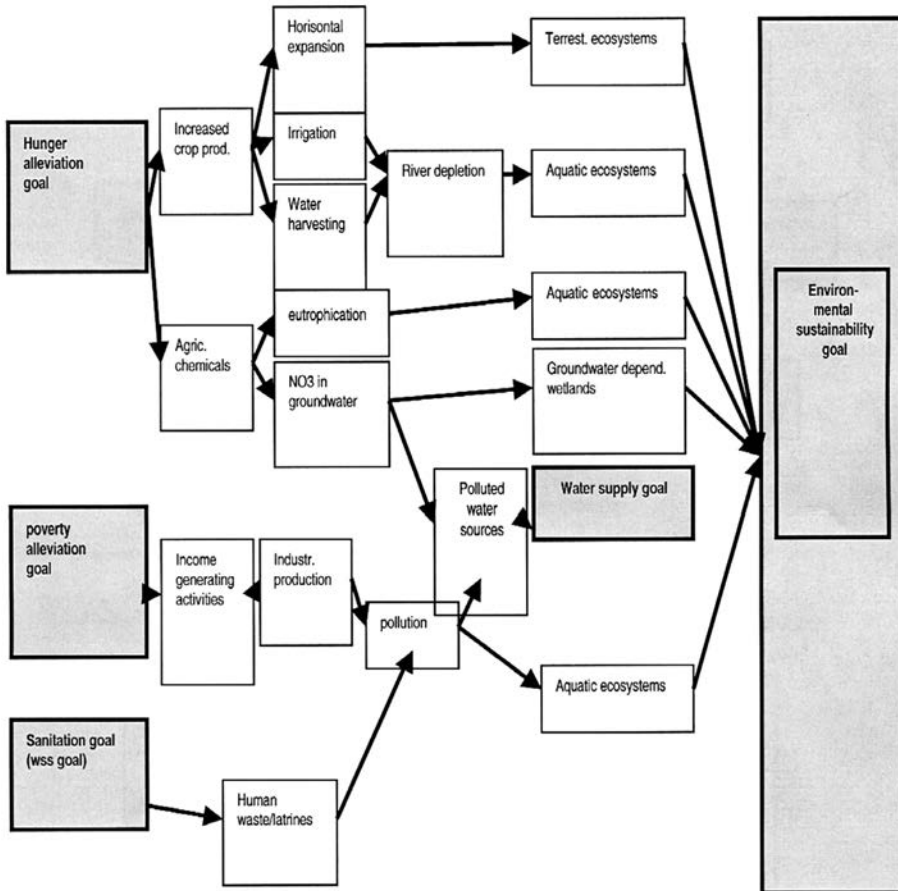 Horisontal
expansion
Terrest. ecosystems
Hunger
alleviation
goal
Increased
crop prod.
Irrigation
River depletion
Aquatic ecosystems
Water
harvesting
Environ-
mental
sustainability
goal
eutrophication
Aquatic ecosystems
Agric.
chemicals
NO3 in
groundwater
Groundwater depend.
wetlands
Polluted
water
sources
Water supply goal
poverty
alleviation
goal
Income
generating
activities
Industr.
production
pollution
Aquatic ecosystems
Sanitation goal
(wss goal)
Human
waste/latrines